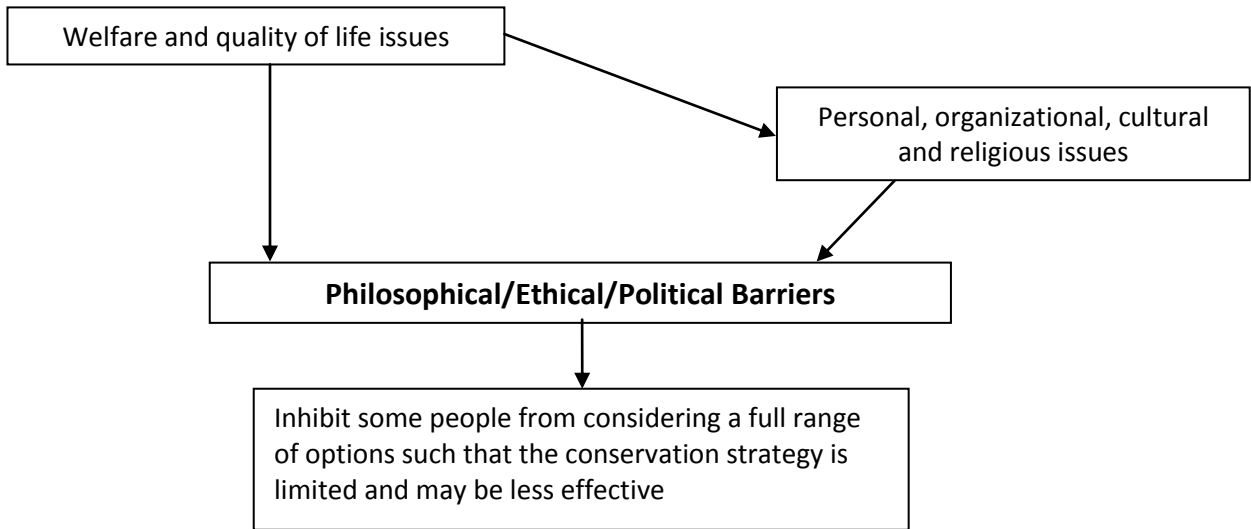 Welfare and quality of life issues
Personal, organizational, cultural
and religious issues
Philosophical/Ethical/Political Barriers
Inhibit some people from considering a full range
of options such that the conservation strategy is
limited and may be less effective